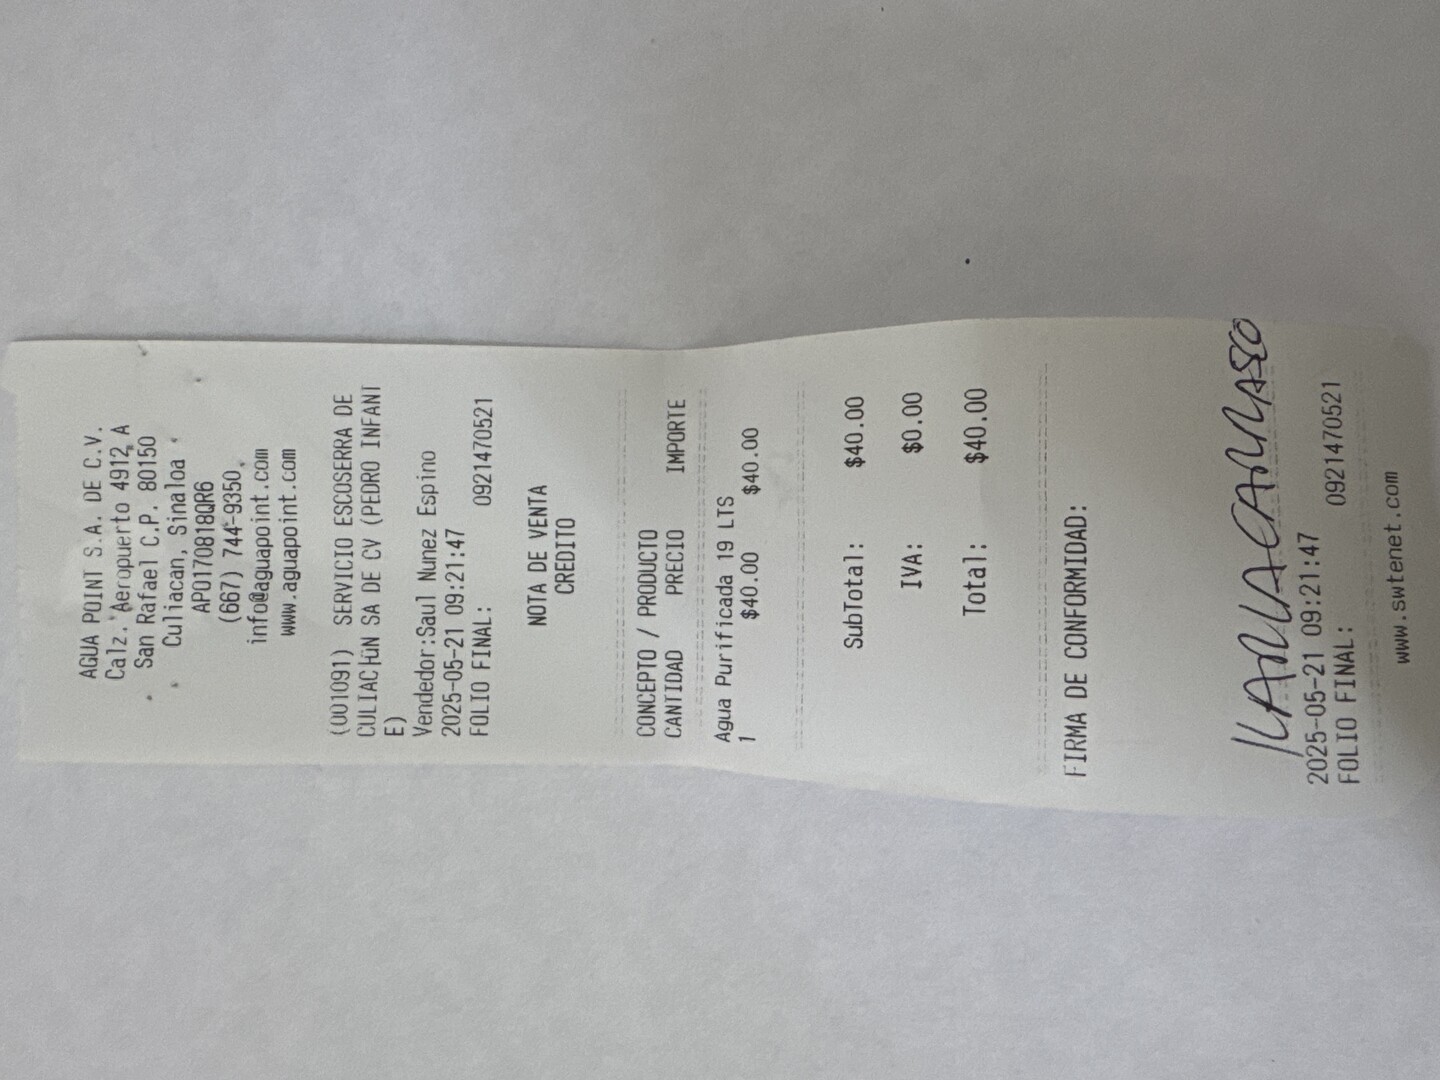 AGUA POINT S.A. DE C.V.
Calz. Aeropuerto 4912 A
San Rafael C.P. 80150
Culiacan, Sinaloa
APO170818QR6
(667) 744-9350
info@aguapoint.com
www.aguapoint.com
(001091) SERVICIO ESCOSERRA DE
CULIAC├ün SA DE CV (PEDRO INFANT
E)
Vendedor:Saul Nunez Espino
2025-05-21 09:21:47
FOLIO FINAL: 0921470521
NOTA DE VENTA
CREDITO
CONCEPTO / PRODUCTO
CANTIDAD PRECIO IMPORTE
Agua Purificada 19 LTS
1 $40.00 $40.00
SubTotal: $40.00
IVA: $0.00
Total: $40.00
FIRMA DE CONFORMIDAD:
2025-05-21 09:21:47
FOLIO FINAL: 0921470521
www.swtenet.com